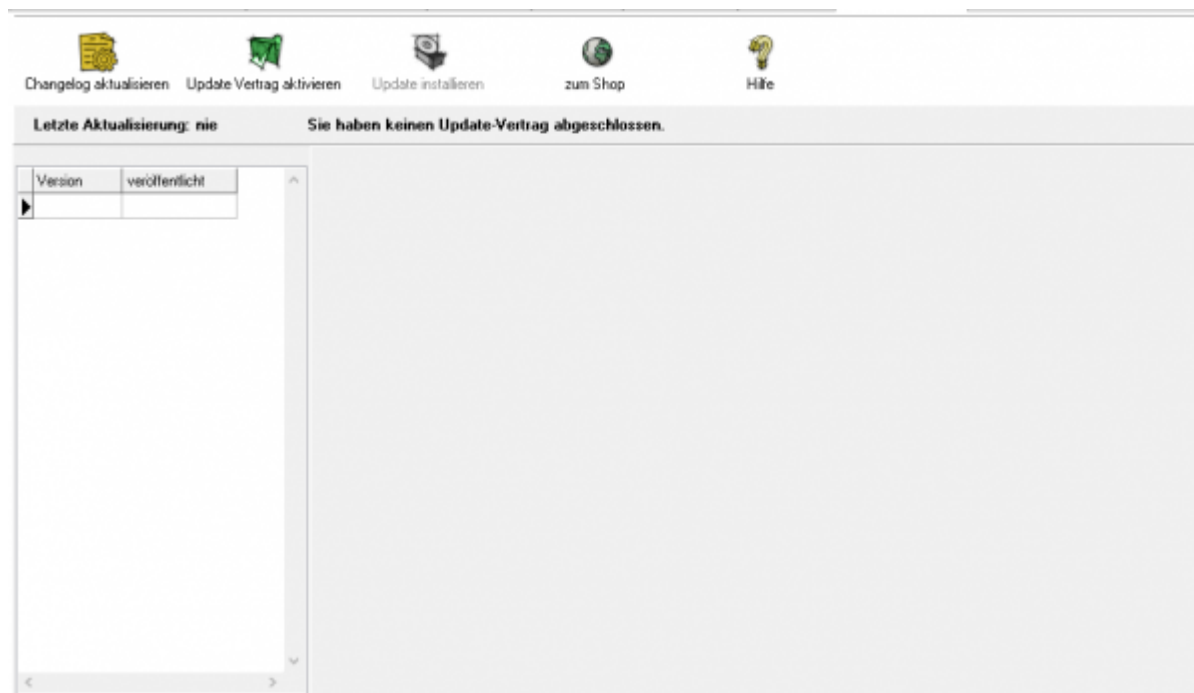 Changelog aktualisieren Update Vertrag aktivieren Update installieren zum Shop Hilfe
Letzte Aktualisierung: nie Sie haben keinen Update-Vertrag abgeschlossen.
Version veröffentlicht